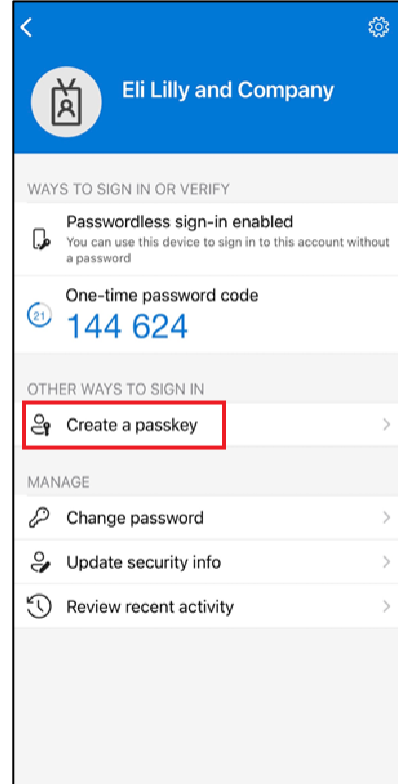 Eli Lilly and Company
WAYS TO SIGN IN OR VERIFY
Passwordless sign-in enabled
You can use this device to sign in to this account without
a password
One-time password code
21
144 624
OTHER WAYS TO SIGN IN
Create a passkey
MANAGE
Change password
Update security info
Review recent activity